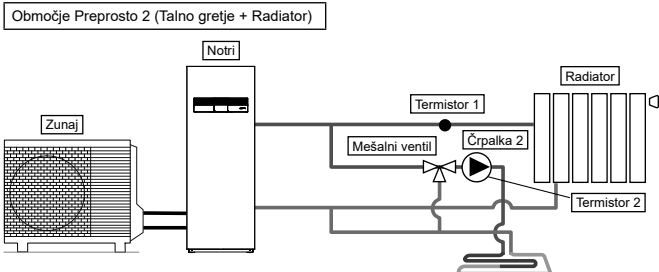 Območje Preprosto 2 (Talno gretje + Radiator)
Notri
Radiator
Termistor 1
Zunaj
Mešalni ventil
Črpalka 2
Termistor 2